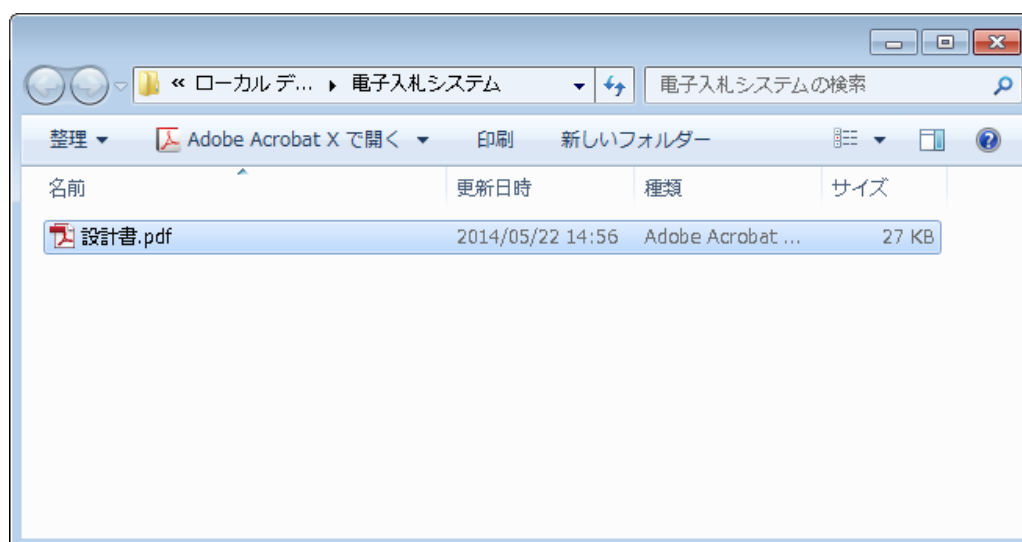 « ローカル デ... ▸ 電子入札システム 電子入札システムの検索
整理 Adobe Acrobat X で開く 印刷 新しいフォルダー
名前 更新日時 種類 サイズ
設計書.pdf 2014/05/22 14:56 Adobe Acrobat ... 27 KB